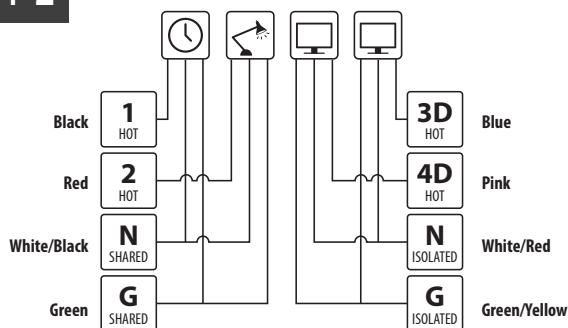 Black 1 HOT
Red 2 HOT
White/Black N SHARED
Green G SHARED
3D HOT Blue
4D HOT Pink
N ISOLATED White/Red
G ISOLATED Green/Yellow